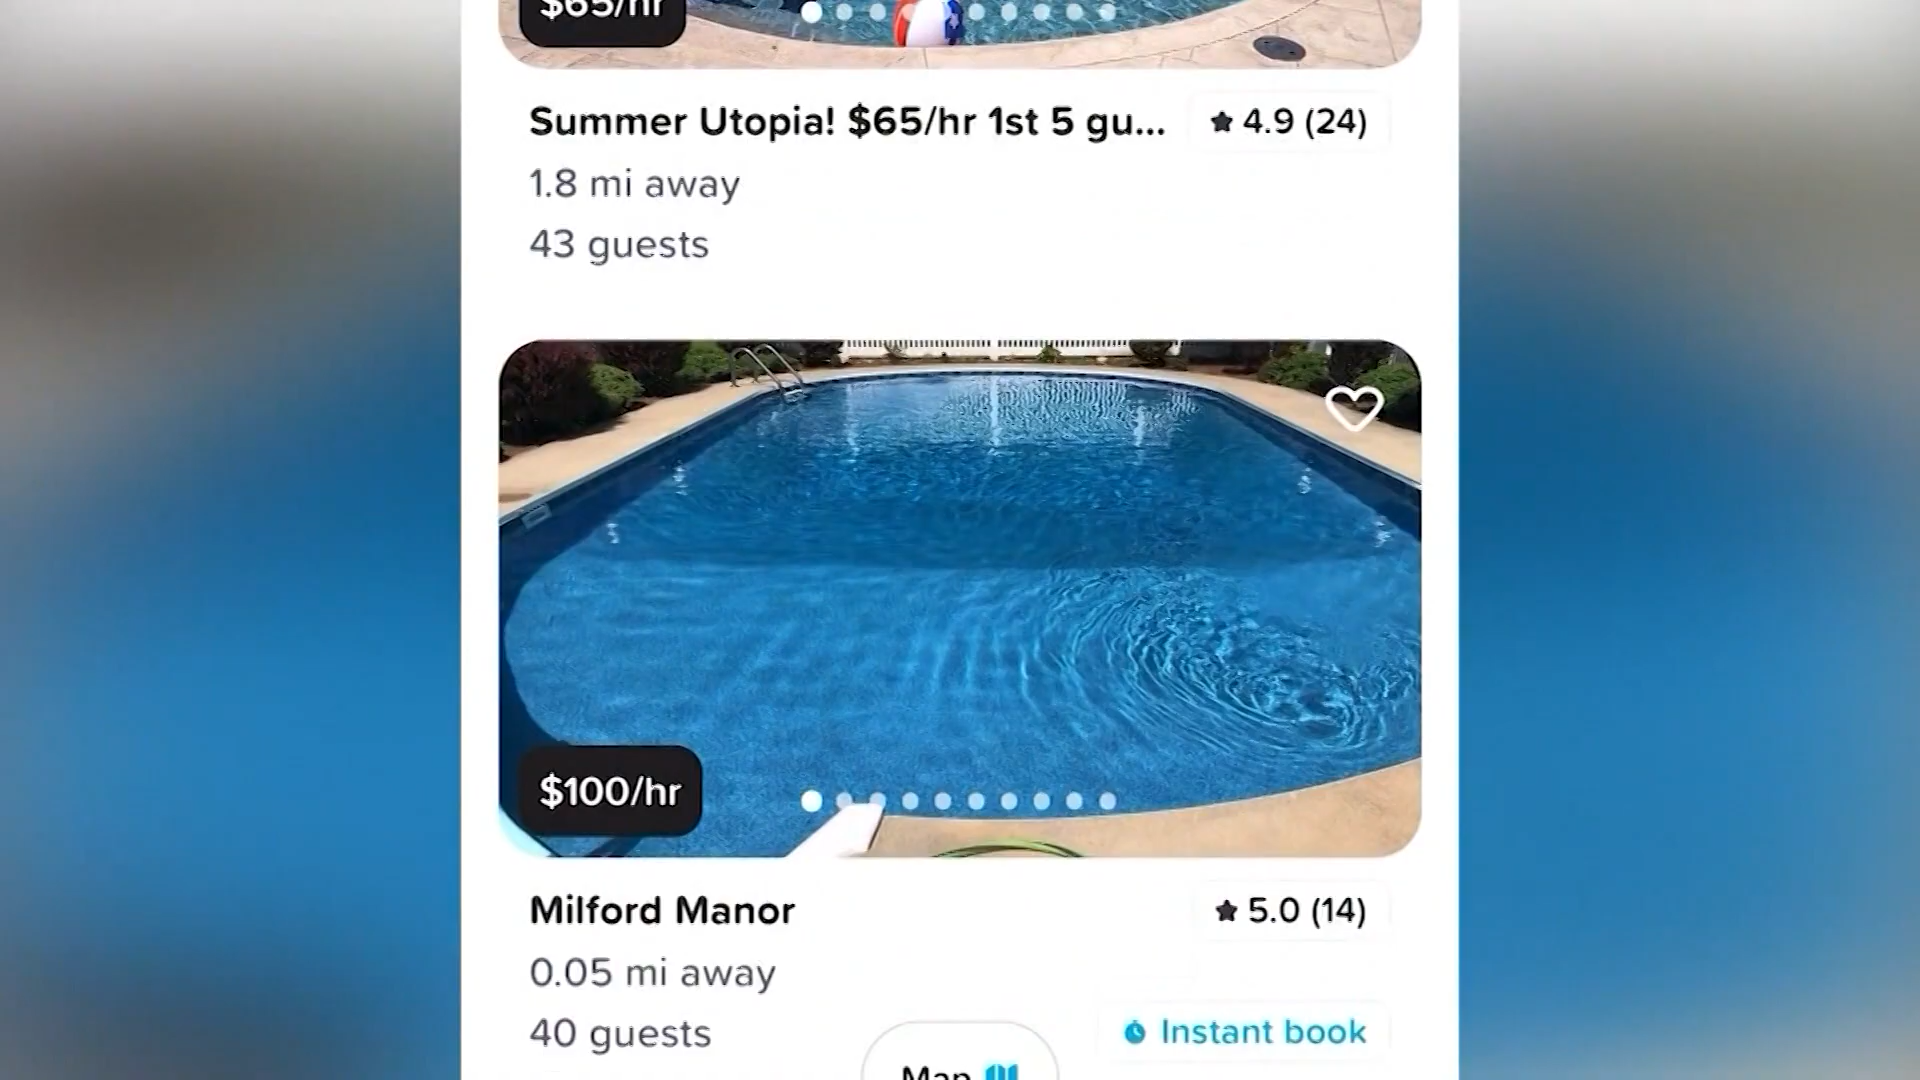 $65/hr
Summer Utopia! $65/hr 1st 5 gu...
4.9 (24)
1.8 mi away
43 guests
$100/hr
Milford Manor
5.0 (14)
0.05 mi away
40 guests
Instant book
Map